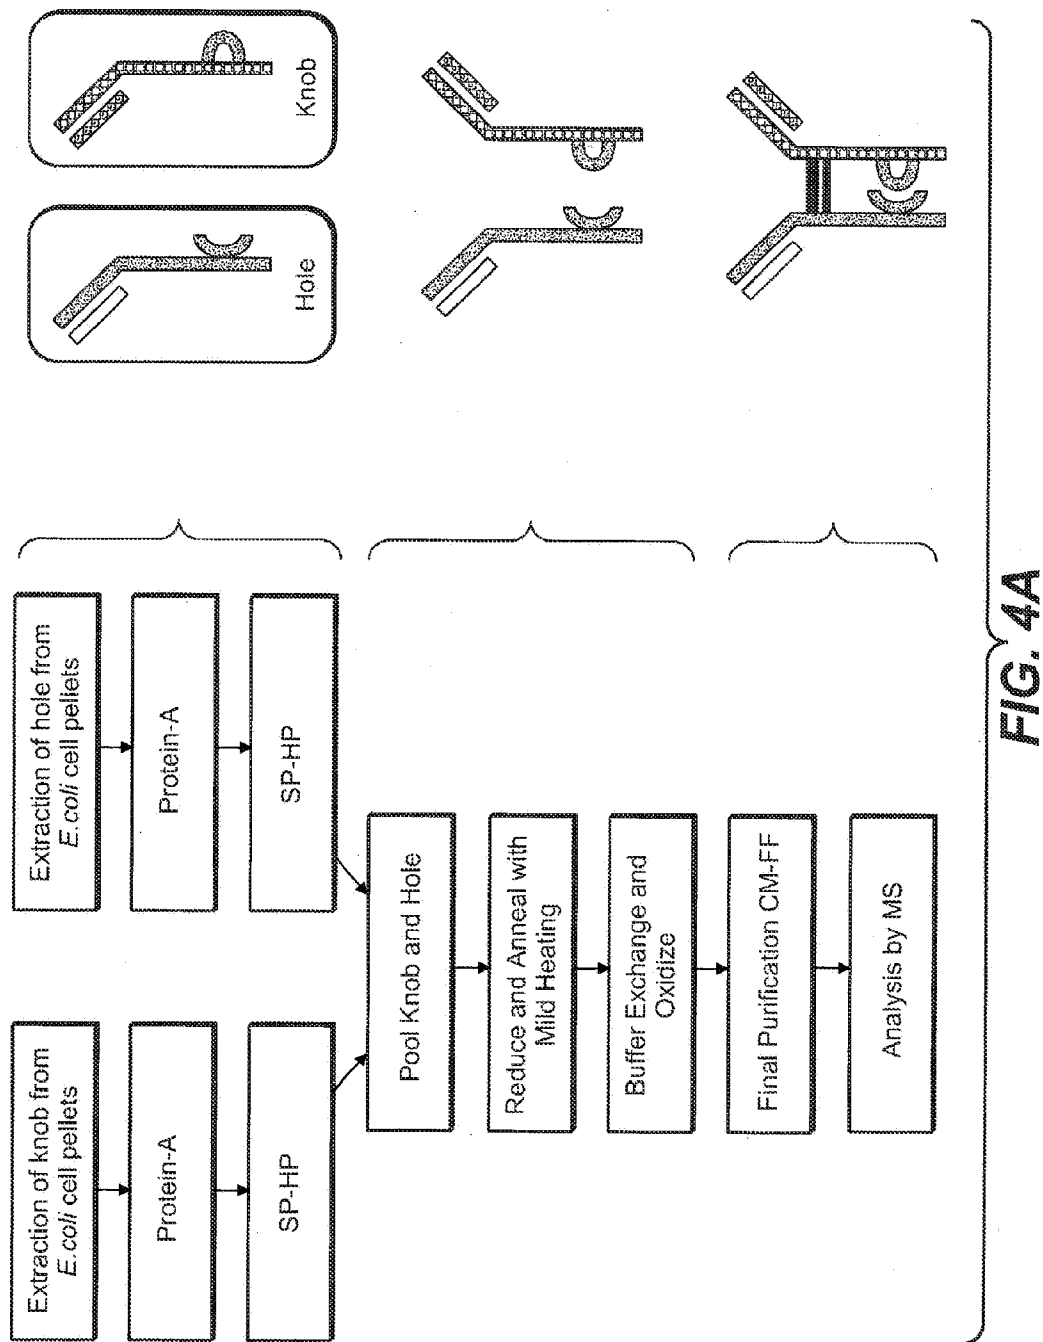 Extraction of knob from
E.coli cell pellets
Protein-A
SP-HP
Extraction of hole from
E.coli cell pellets
Protein-A
SP-HP
Pool Knob and Hole
Reduce and Anneal with
Mild Heating
Buffer Exchange and
Oxidize
Final Purification CM-FF
Analysis by MS
Hole
Knob
FIG. 4A